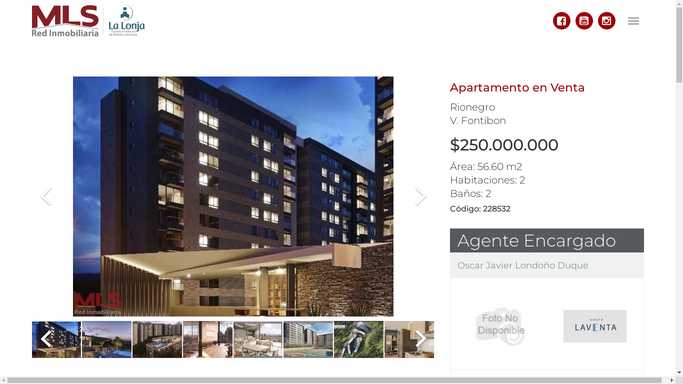 MLS
Red Inmobiliaria
La Lonja
Apartamento en Venta
Rionegro
V. Fontibon
$250.000.000
Área: 56.60 m2
Habitaciones: 2
Baños: 2
Código: 228532
Agente Encargado
Oscar Javier Londoño Duque
MLS
Red Inmobiliaria
Foto No
Disponible
LAVENTA